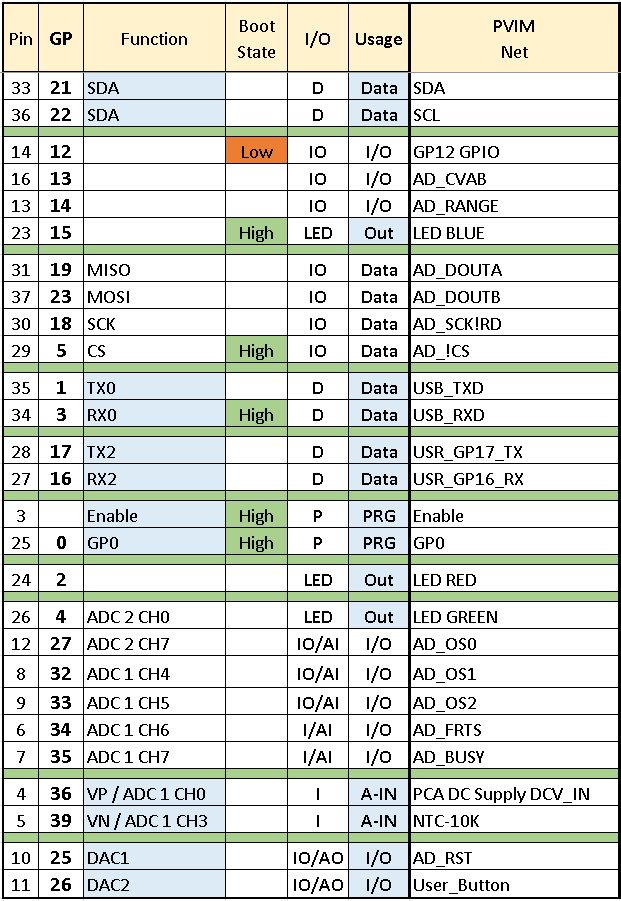 Pin GP Function Boot State I/O Usage PVIM Net
33 21 SDA D Data SDA
36 22 SDA D Data SCL
14 12 Low IO I/O GP12 GPIO
16 13 IO I/O AD_CVAB
13 14 IO I/O AD_RANGE
23 15 High LED Out LED BLUE
31 19 MISO IO Data AD_DOUTA
37 23 MOSI IO Data AD_DOUTB
30 18 SCK IO Data AD_SCK!RD
29 5 CS High IO Data AD_!CS
35 1 TX0 D Data USB_TXD
34 3 RX0 High D Data USB_RXD
28 17 TX2 D Data USR_GP17_TX
27 16 RX2 D Data USR_GP16_RX
3 Enable High P PRG Enable
25 0 GP0 High P PRG GP0
24 2 LED Out LED RED
26 4 ADC 2 CH0 LED Out LED GREEN
12 27 ADC 2 CH7 IO/AI I/O AD_OS0
8 32 ADC 1 CH4 IO/AI I/O AD_OS1
9 33 ADC 1 CH5 IO/AI I/O AD_OS2
6 34 ADC 1 CH6 I/AI I/O AD_FRTS
7 35 ADC 1 CH7 I/AI I/O AD_BUSY
4 36 VP / ADC 1 CH0 I A-IN PCA DC Supply DCV_IN
5 39 VN / ADC 1 CH3 I A-IN NTC-10K
10 25 DAC1 IO/AO I/O AD_RST
11 26 DAC2 IO/AO I/O User_Button